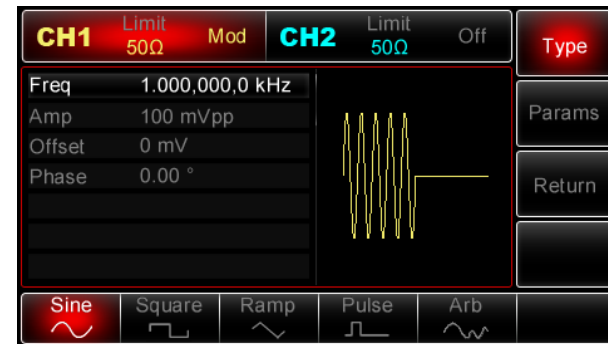 CH1 Limit 50Ω Mod CH2 Limit 50Ω Off
Type
Freq 1.000,000,0 kHz
Amp 100 mVpp
Offset 0 mV
Phase 0.00 °
Params
Return
Sine Square Ramp Pulse Arb